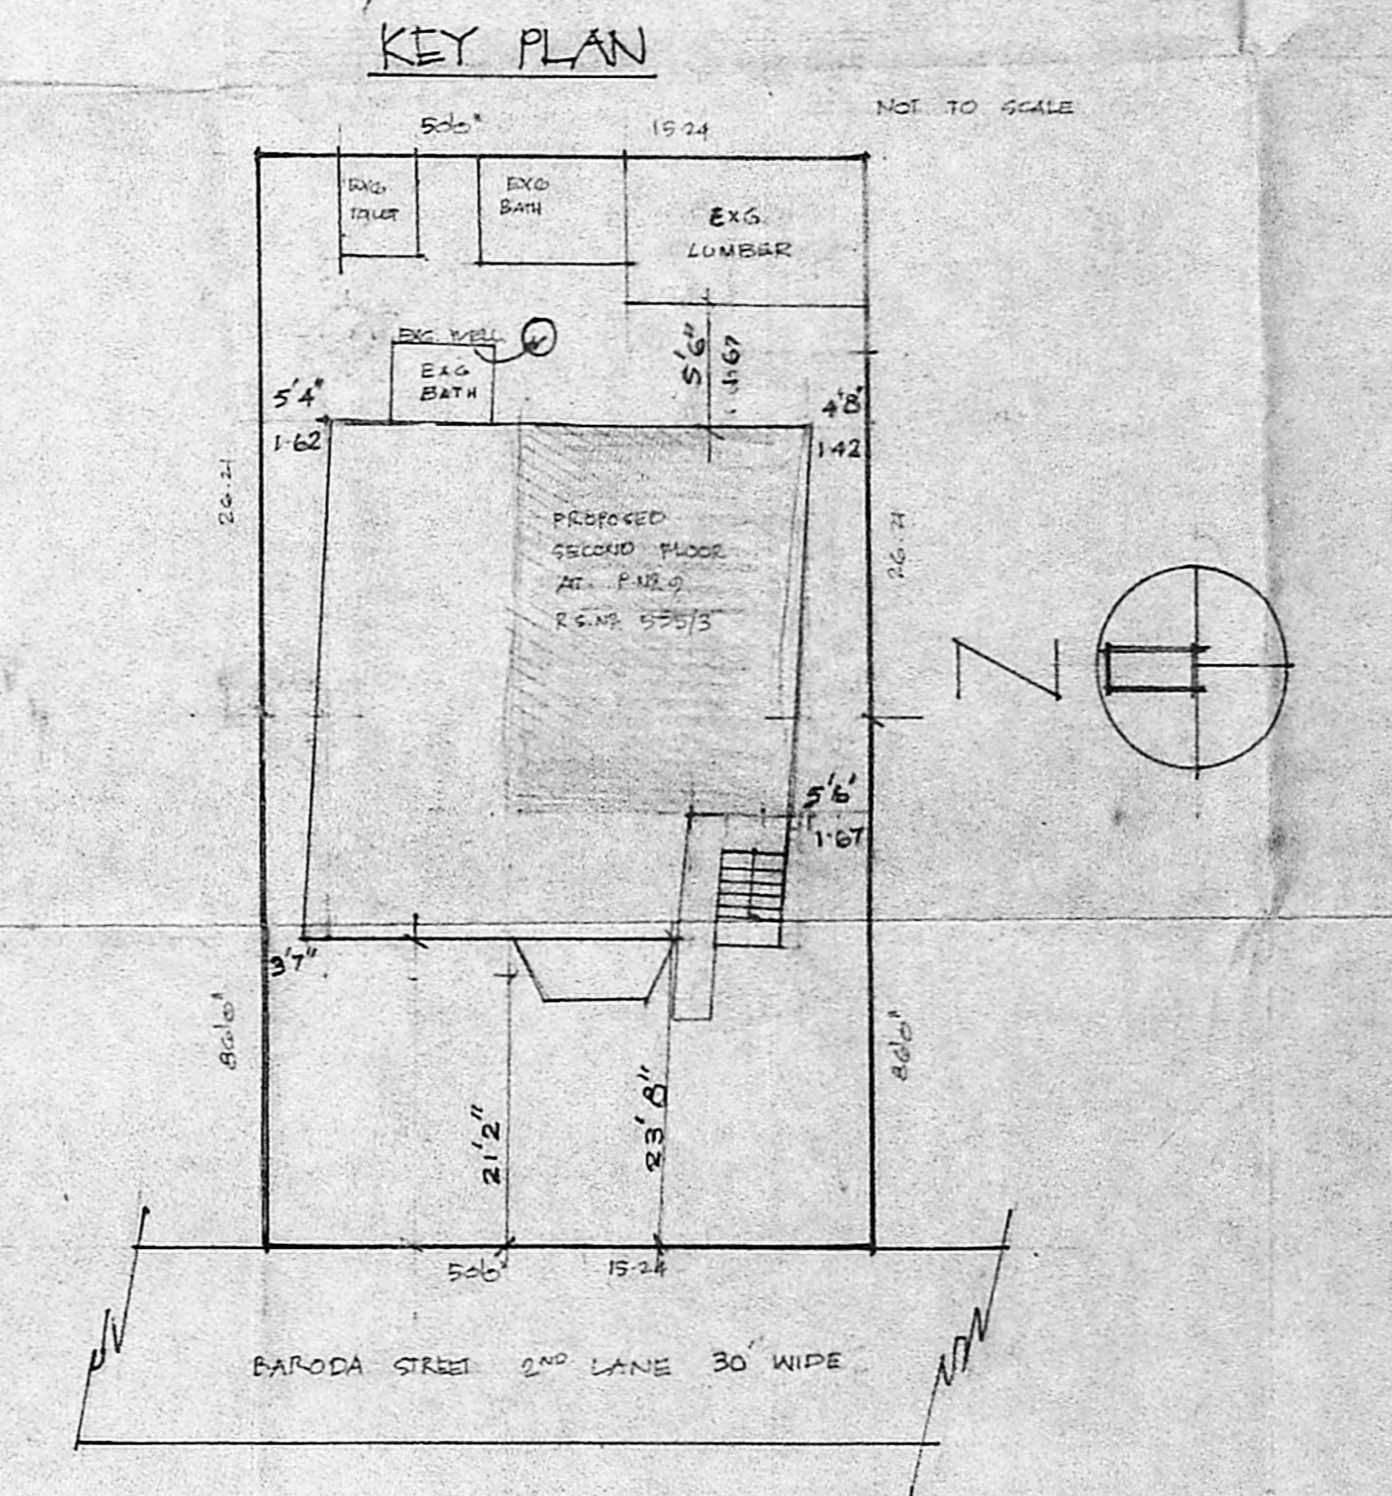 KEY PLAN
NOT TO SCALE
50'0"
15.24
EXG
TOILET
EXG
BATH
EXG
LUMBER
EXG WELL
EXG
BATH
5'6"
1.67
5'4"
1.62
4'8"
1.42
26.21
26.21
PROPOSED
SECOND FLOOR
AT. P.Nº 9
R.S.Nº 535/3
N
5'6'
1.67
3'7"
86'0"
86'0"
21'2"
23'8"
50'0"
15.24
BARODA STREET 2ND LANE 30' WIDE